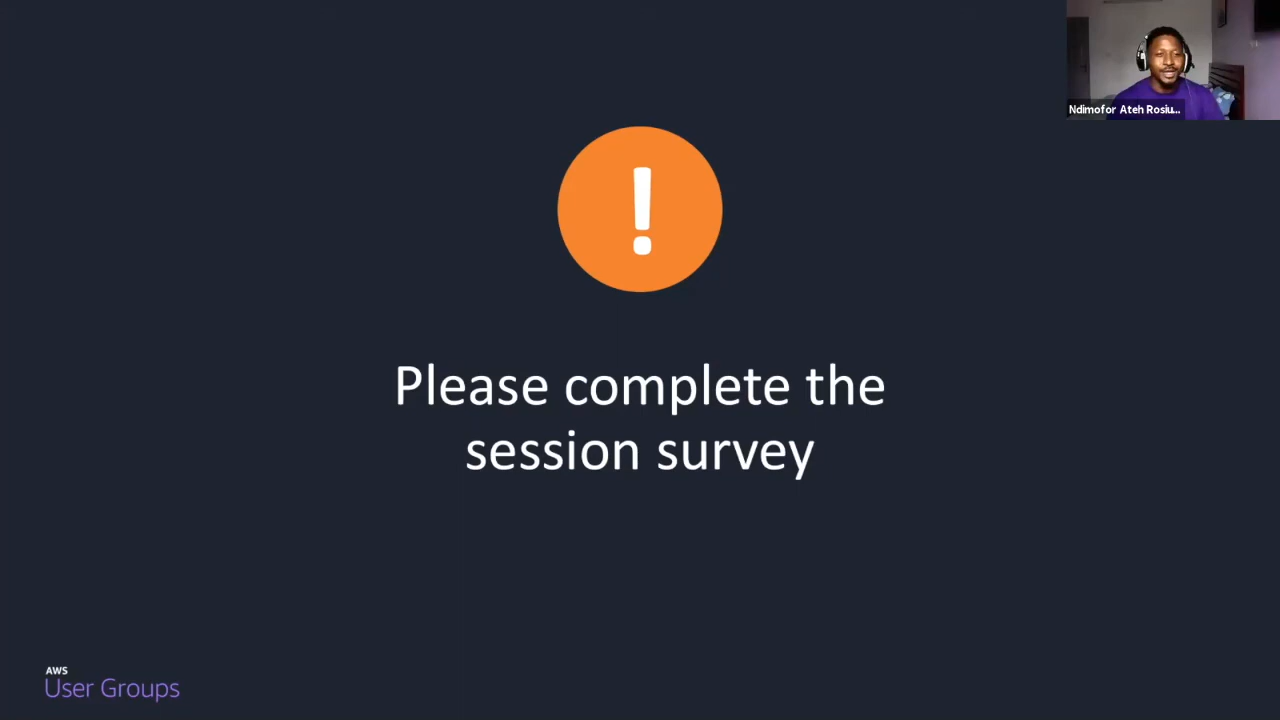 Ndimofor Ateh Rosiu...
!
Please complete the
session survey
AWS
User Groups